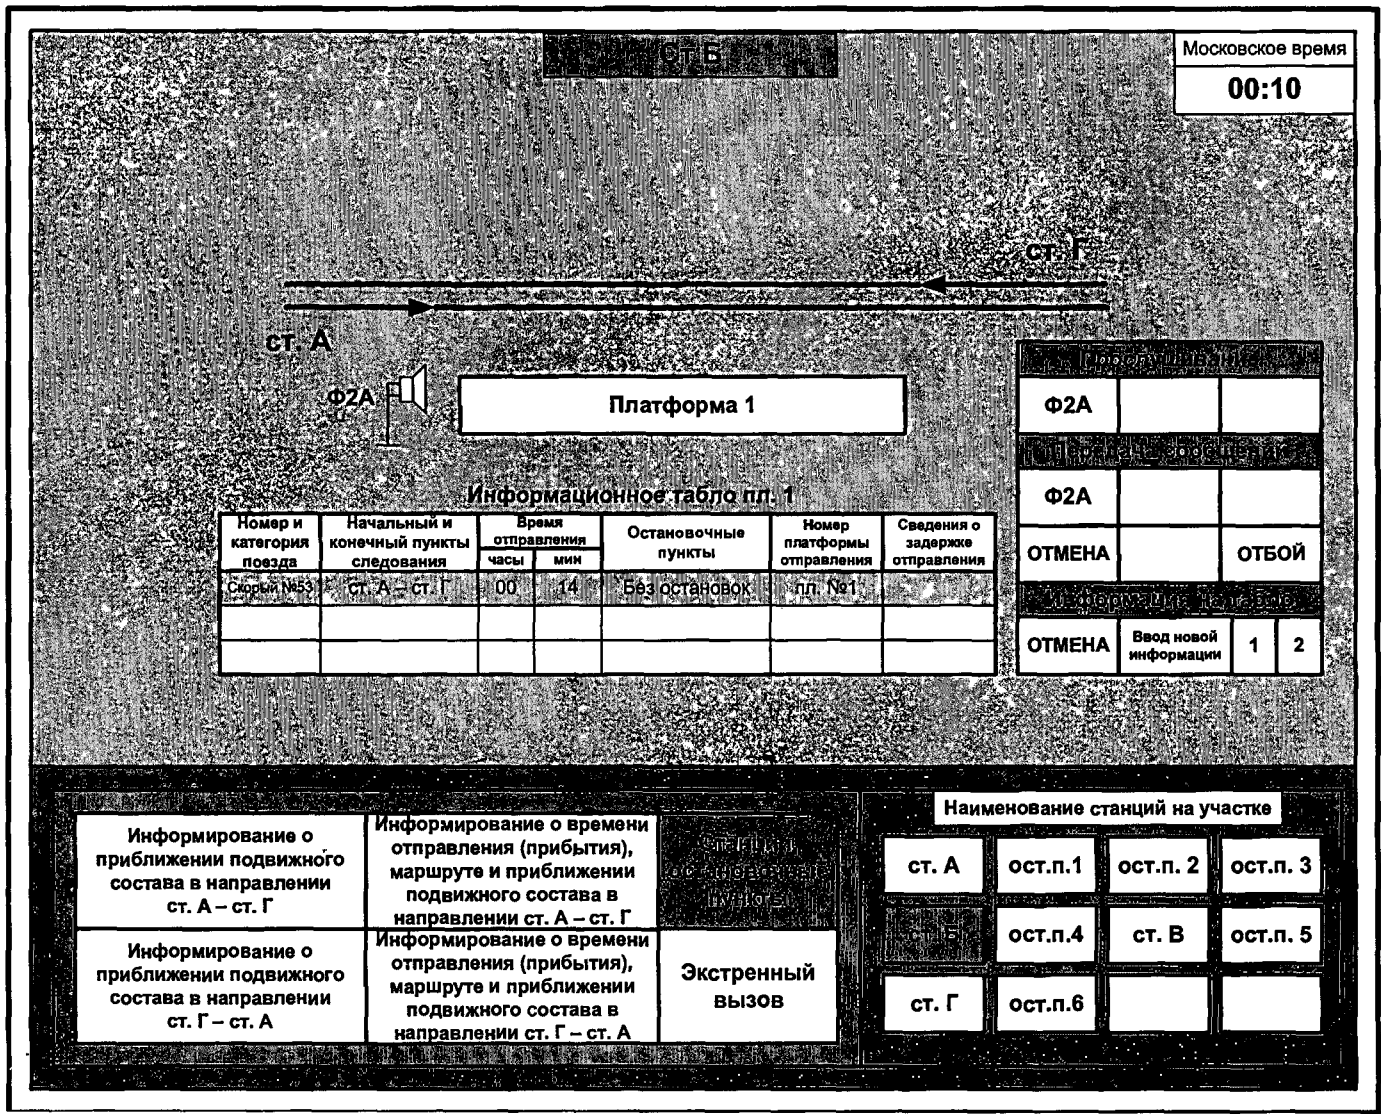 Ст Б
Московское время
00:10
ст. Г
ст. А
Ф2А
Платформа 1
Ф2А
Передача сообщений
Ф2А
ОТМЕНА
ОТБОЙ
Информация на табло
ОТМЕНА
Ввод новой
информации
1
2
Информационное табло пл. 1
Номер и
категория
поезда
Начальный и
конечный пункты
следования
Время
отправления
часы
мин
Остановочные
пункты
Номер
платформы
отправления
Сведения о
задержке
отправления
Скорый №53
ст. А – ст. Г
00
14
Без остановок
пл. №1
Информирование о
приближении подвижного
состава в направлении
ст. А – ст. Г
Информирование о времени
отправления (прибытия),
маршруте и приближении
подвижного состава в
направлении ст. А – ст. Г
Станции и
остановочные
пункты
Информирование о
приближении подвижного
состава в направлении
ст. Г – ст. А
Информирование о времени
отправления (прибытия),
маршруте и приближении
подвижного состава в
направлении ст. Г – ст. А
Экстренный
вызов
Наименование станций на участке
ст. А
ост.п.1
ост.п. 2
ост.п. 3
ст. Б
ост.п.4
ст. В
ост.п. 5
ст. Г
ост.п.6